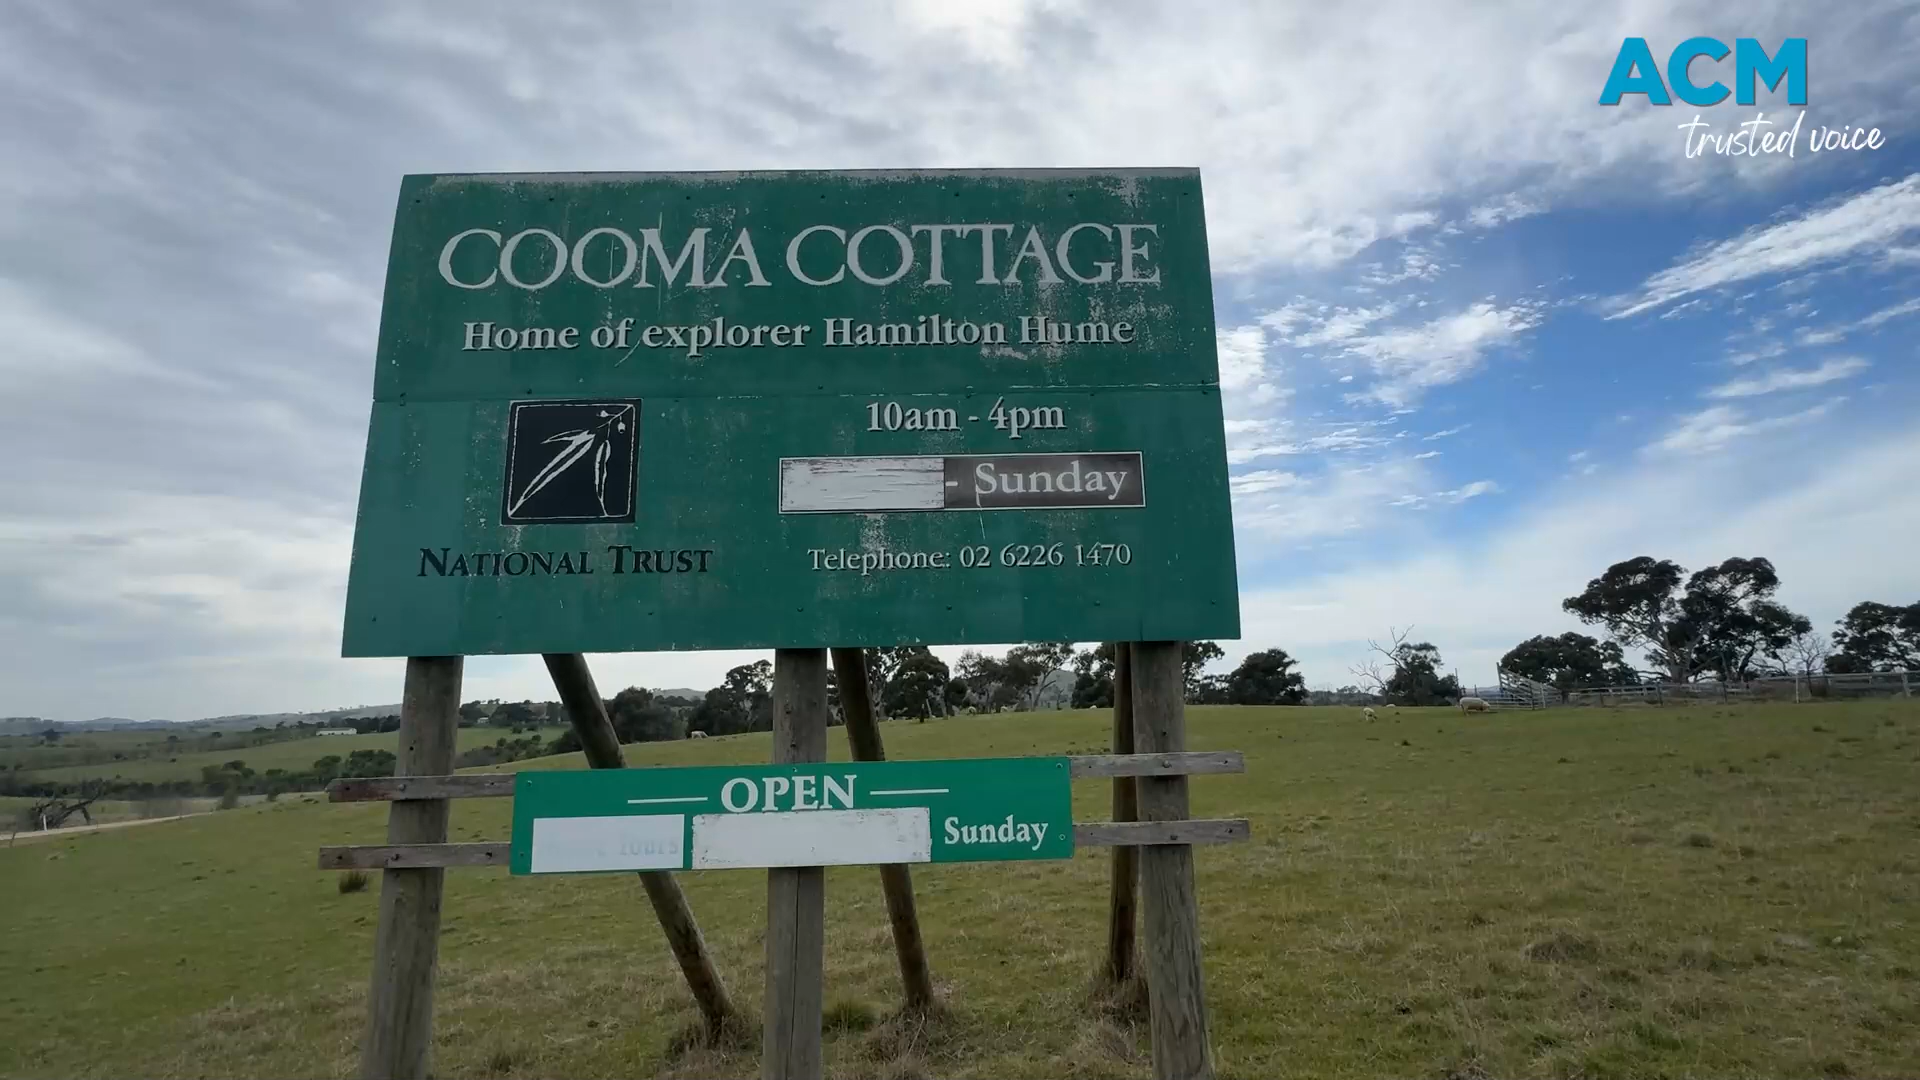 ACM
trusted voice
COOMA COTTAGE
Home of explorer Hamilton Hume
10am - 4pm
- Sunday
NATIONAL TRUST
Telephone: 02 6226 1470
OPEN
Tours
Sunday